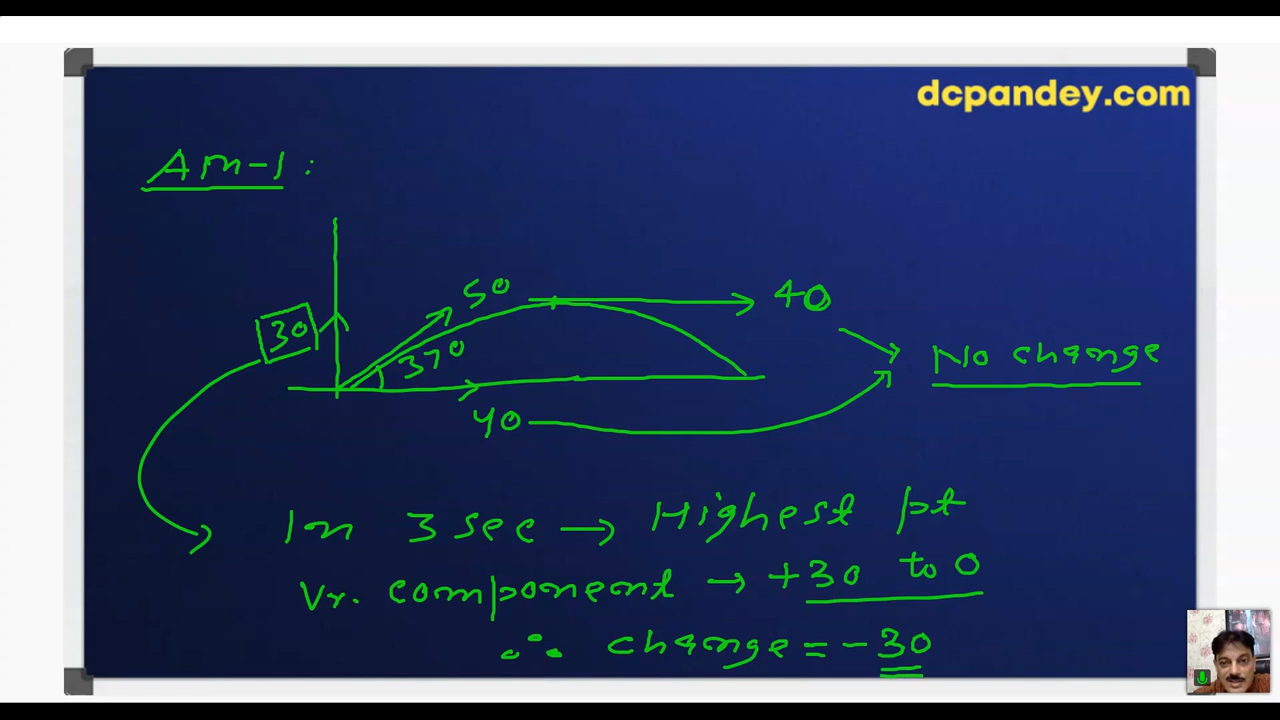 dcpandey.com
Am-1:
50
40
30
37°
No change
40
In 3 sec → Highest pt
Vr. component → +30 to 0
∴ change = -30